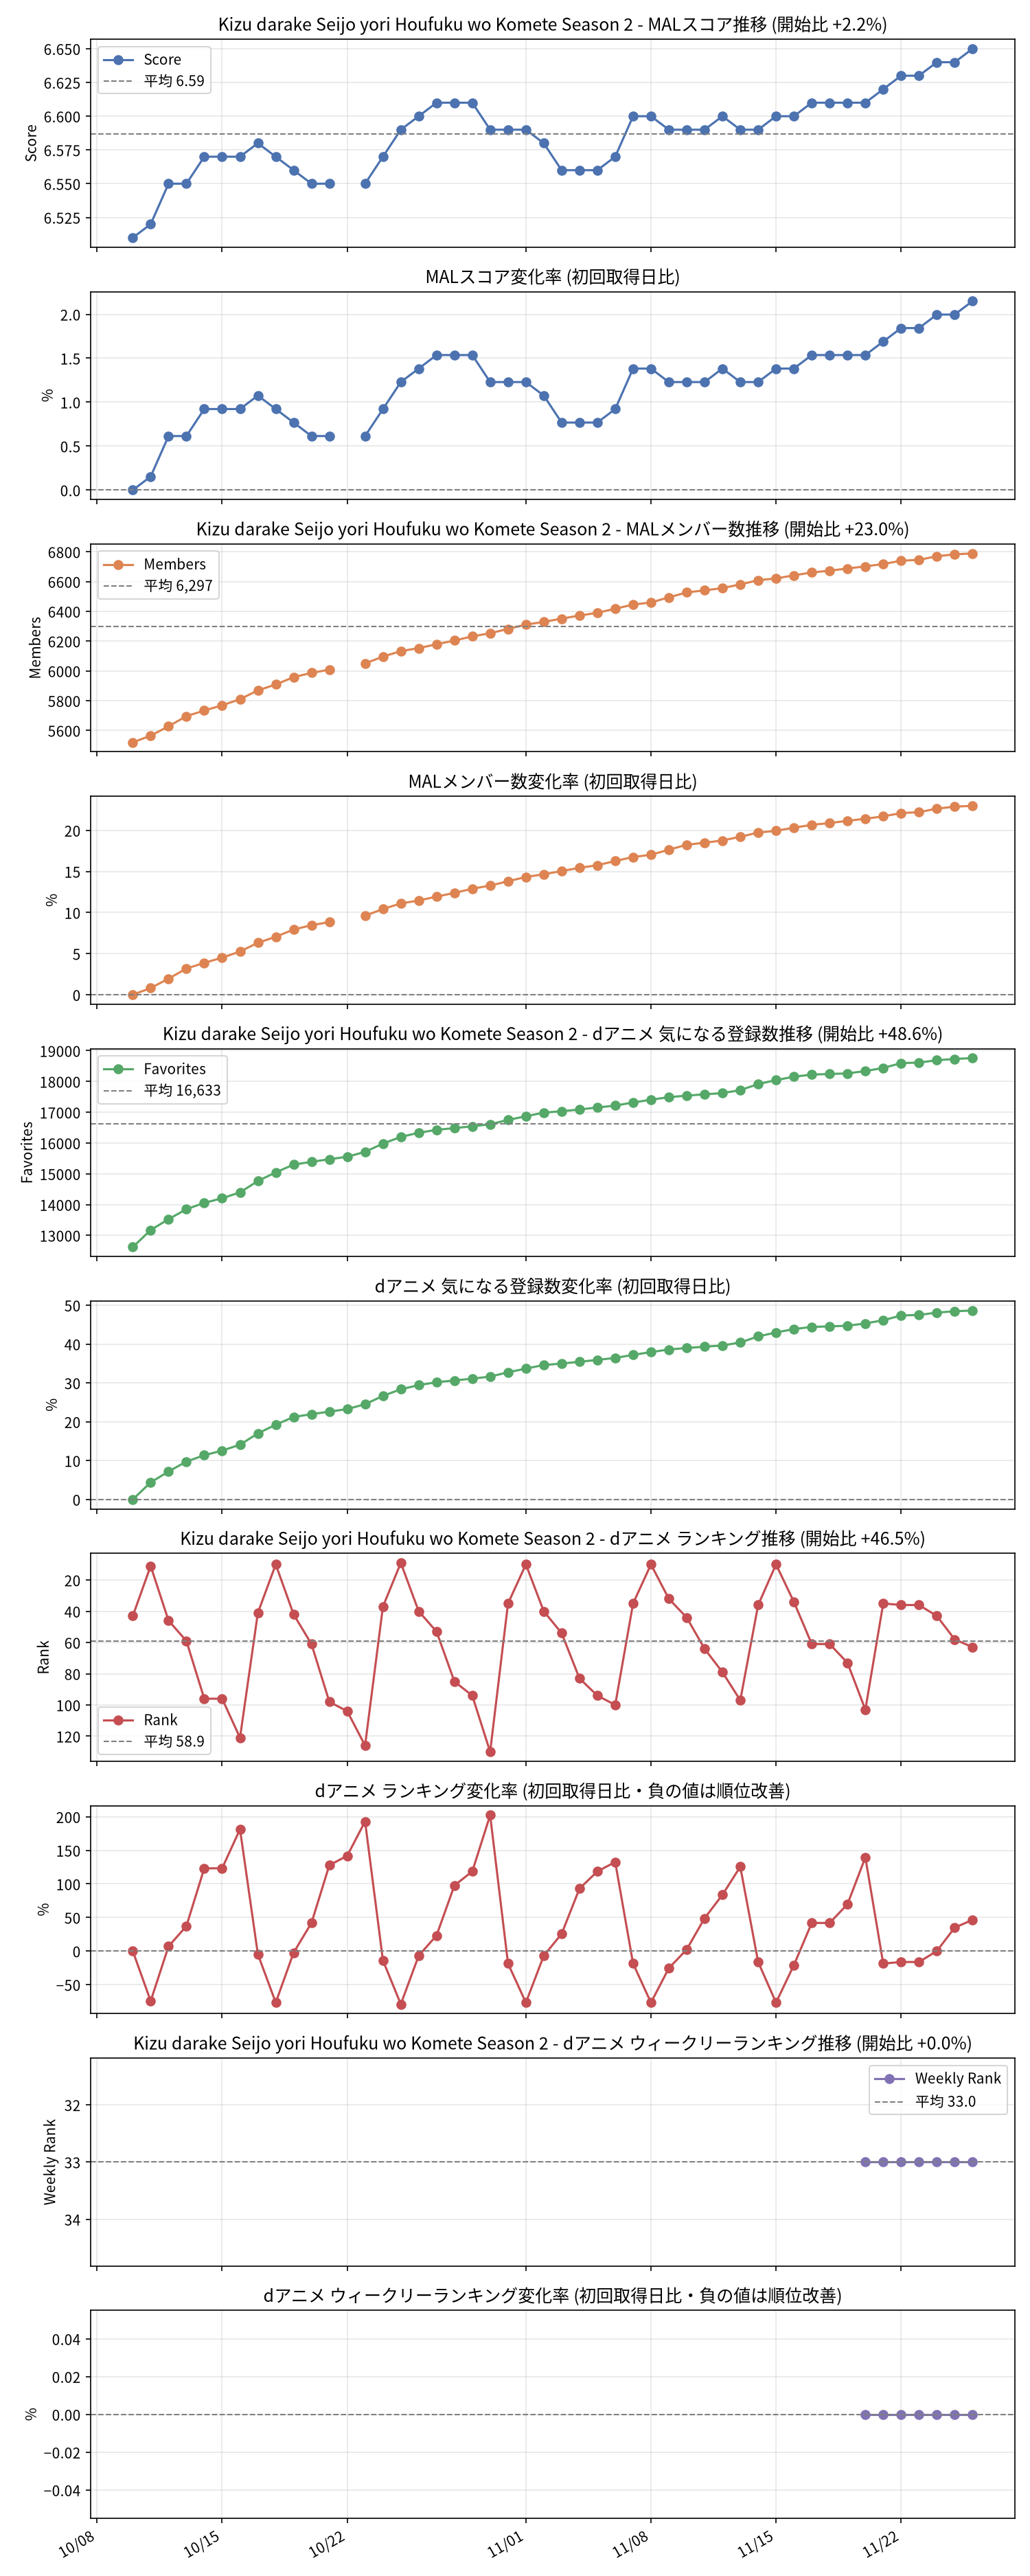 Kizu darake Seijo yori Houfuku wo Komete Season 2 - MALスコア推移 (開始比 +2.2%)
Score
平均 6.59
Score
6.650
6.625
6.600
6.575
6.550
6.525
MALスコア変化率 (初回取得日比)
%
2.0
1.5
1.0
0.5
0.0
Kizu darake Seijo yori Houfuku wo Komete Season 2 - MALメンバー数推移 (開始比 +23.0%)
Members
平均 6,297
Members
6800
6600
6400
6200
6000
5800
5600
MALメンバー数変化率 (初回取得日比)
%
20
15
10
5
0
Kizu darake Seijo yori Houfuku wo Komete Season 2 - dアニメ 気になる登録数推移 (開始比 +48.6%)
Favorites
平均 16,633
Favorites
19000
18000
17000
16000
15000
14000
13000
dアニメ 気になる登録数変化率 (初回取得日比)
%
50
40
30
20
10
0
Kizu darake Seijo yori Houfuku wo Komete Season 2 - dアニメ ランキング推移 (開始比 +46.5%)
Rank
20
40
60
80
100
120
Rank
平均 58.9
dアニメ ランキング変化率 (初回取得日比・負の値は順位改善)
%
200
150
100
50
0
−50
Kizu darake Seijo yori Houfuku wo Komete Season 2 - dアニメ ウィークリーランキング推移 (開始比 +0.0%)
Weekly Rank
平均 33.0
Weekly Rank
32
33
34
dアニメ ウィークリーランキング変化率 (初回取得日比・負の値は順位改善)
%
0.04
0.02
0.00
−0.02
−0.04
10/08
10/15
10/22
11/01
11/08
11/15
11/22